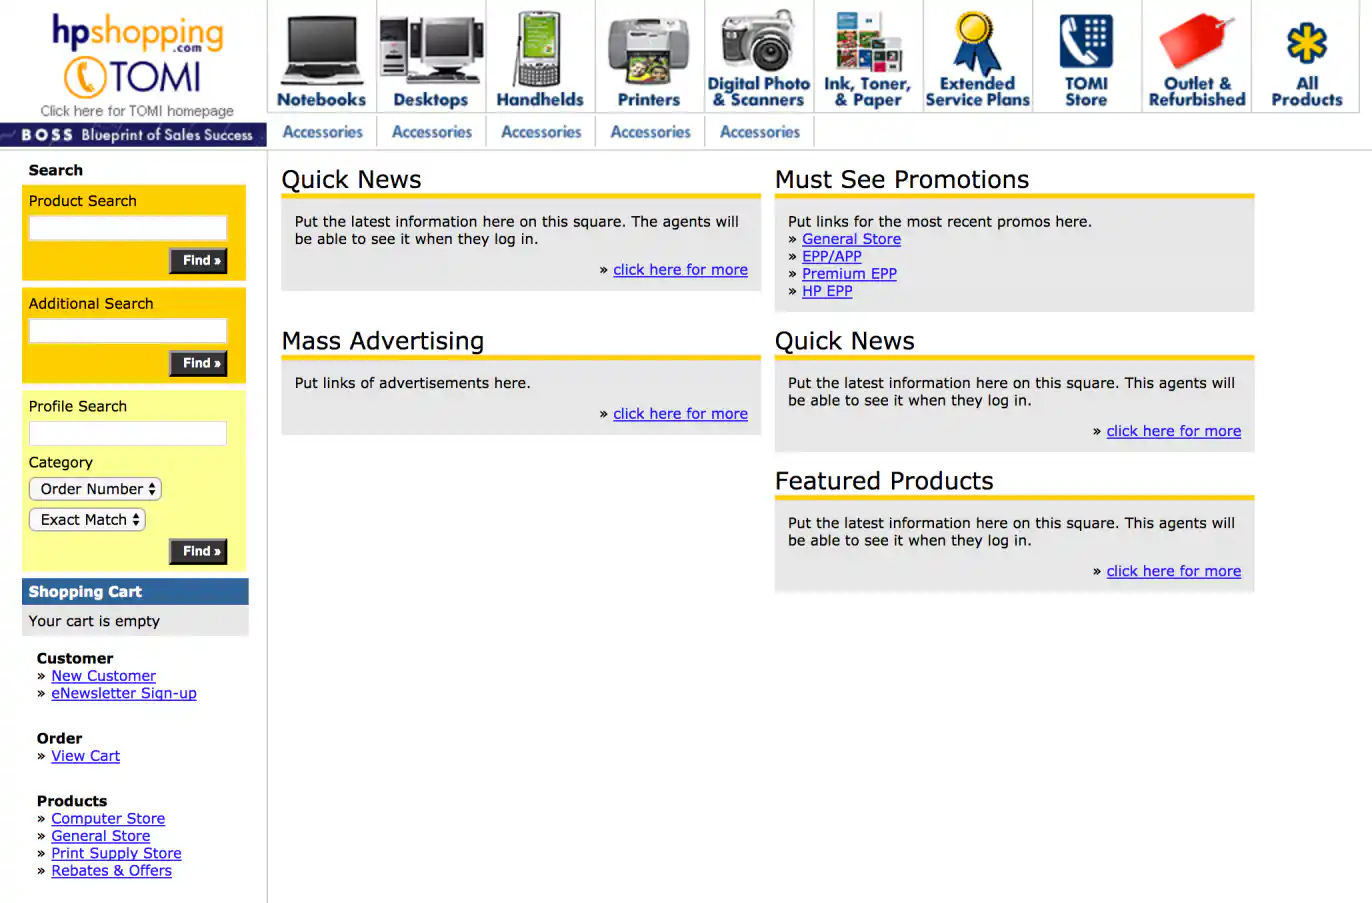 hpshopping
.com
TOMI
Click here for TOMI homepage
BOSS Blueprint of Sales Success
Notebooks
Desktops
Handhelds
Printers
Digital Photo
& Scanners
Ink, Toner,
& Paper
Extended
Service Plans
TOMI
Store
Outlet &
Refurbished
All
Products
Accessories
Accessories
Accessories
Accessories
Accessories
Search
Product Search
Find »
Additional Search
Find »
Profile Search
Category
Order Number
Exact Match
Find »
Shopping Cart
Your cart is empty
Customer
» New Customer
» eNewsletter Sign-up
Order
» View Cart
Products
» Computer Store
» General Store
» Print Supply Store
» Rebates & Offers
Quick News
Put the latest information here on this square. The agents will
be able to see it when they log in.
» click here for more
Mass Advertising
Put links of advertisements here.
» click here for more
Must See Promotions
Put links for the most recent promos here.
» General Store
» EPP/APP
» Premium EPP
» HP EPP
Quick News
Put the latest information here on this square. This agents will
be able to see it when they log in.
» click here for more
Featured Products
Put the latest information here on this square. This agents will
be able to see it when they log in.
» click here for more